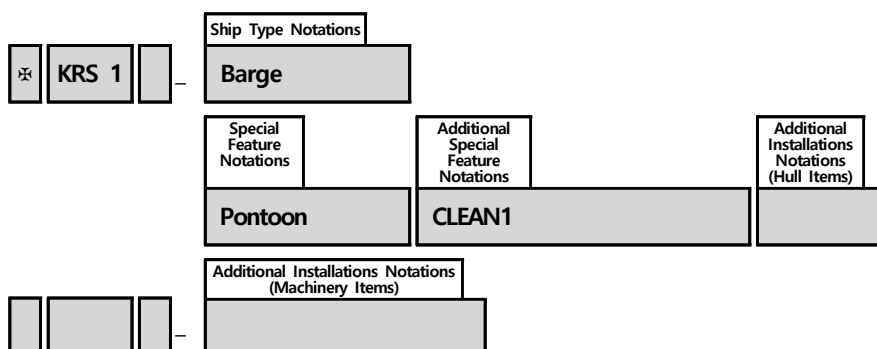 Ship Type Notations
✠ KRS 1 – Barge
Special
Feature
Notations
Additional
Special
Feature
Notations
Additional
Installations
Notations
(Hull Items)
Pontoon
CLEAN1
Additional Installations Notations
(Machinery Items)
–